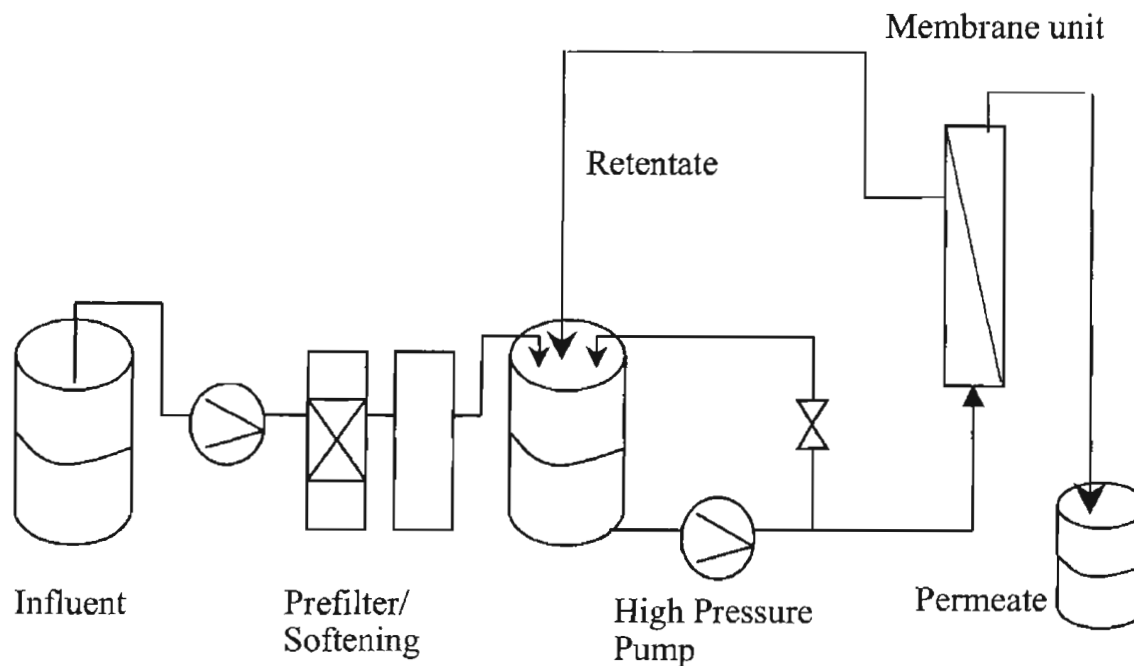 Membrane unit
Retentate
Influent
Prefilter/
Softening
High Pressure
Pump
Permeate